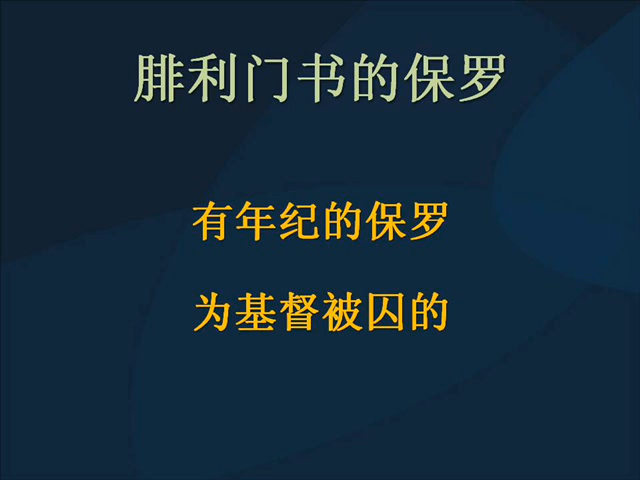 腓利门书的保罗
有年纪的保罗
为基督被囚的